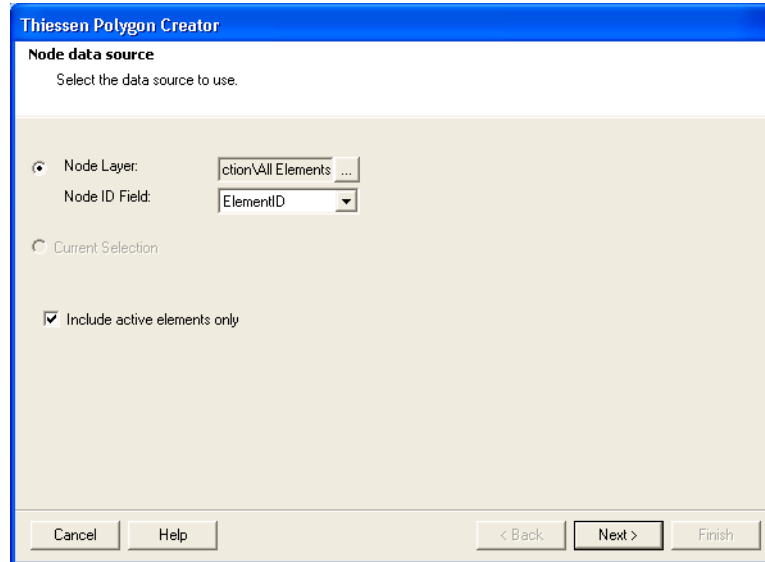 Thiessen Polygon Creator
Node data source
Select the data source to use.
Node Layer: ction\All Elements ...
Node ID Field: ElementID
Current Selection
Include active elements only
Cancel Help < Back Next > Finish